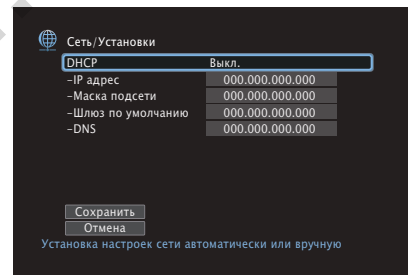 Сеть/Установки
DHCP Выкл.
–IP адрес 000.000.000.000
–Маска подсети 000.000.000.000
–Шлюз по умолчанию 000.000.000.000
–DNS 000.000.000.000
Сохранить
Отмена
Установка настроек сети автоматически или вручную